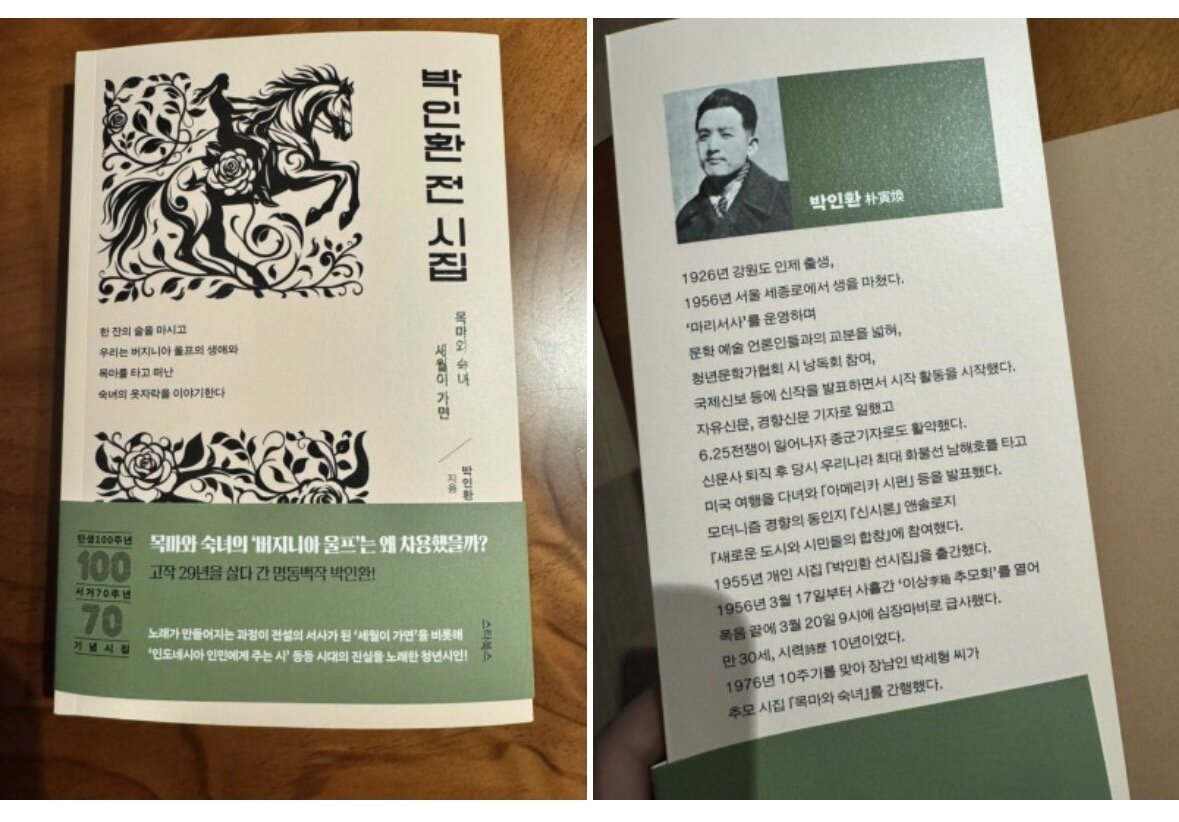 박인환 전 시집
목마와 숙녀
세월이 가면
박인환
지음
한 잔의 술을 마시고
우리는 버지니아 울프의 생애와
목마를 타고 떠난
숙녀의 옷자락을 이야기한다
탄생100주년
100
서거70주년
70
기념시집
목마와 숙녀의 '버지니아 울프'는 왜 차용했을까?
고작 29년을 살다 간 명동백작 박인환!
노래가 만들어지는 과정이 전설의 서사가 된 '세월이 가면'을 비롯해
'인도네시아 인민에게 주는 시' 등등 시대의 진실을 노래한 청년시인!
스타북스
박인환 朴寅煥
1926년 강원도 인제 출생,
1956년 서울 세종로에서 생을 마쳤다.
'마리서사'를 운영하며
문화 예술 언론인들과의 교분을 넓혀,
청년문학가협회 시 낭독회 참여,
국제신보 등에 신작을 발표하면서 시작 활동을 시작했다.
자유신문, 경향신문 기자로 일했고
6.25전쟁이 일어나자 종군기자로도 활약했다.
신문사 퇴직 후 당시 우리나라 최대 화물선 남해호를 타고
미국 여행을 다녀와 「아메리카 시편」 등을 발표했다.
모더니즘 경향의 동인지 『신시론』 앤솔로지
『새로운 도시와 시민들의 합창』에 참여했다.
1955년 개인 시집 『박인환 선시집』을 출간했다.
1956년 3월 17일부터 사흘간 '이상李箱 추모회'를 열어
폭음 끝에 3월 20일 9시에 심장마비로 급사했다.
만 30세, 시력詩歷 10년이었다.
1976년 10주기를 맞아 장남인 박세형 씨가
추모 시집 『목마와 숙녀』를 간행했다.